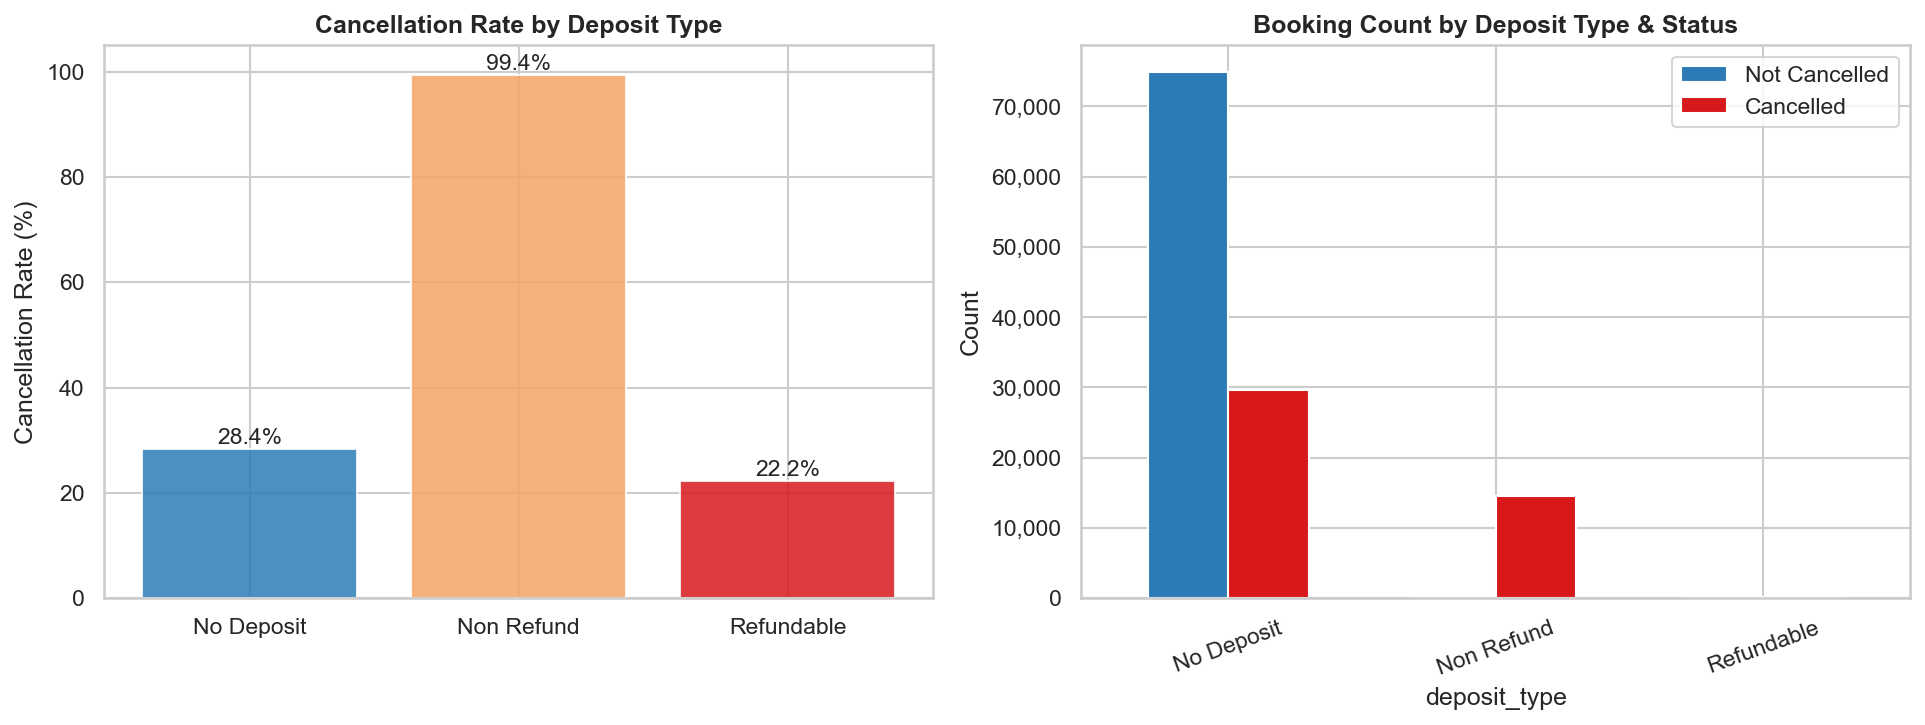 Cancellation Rate by Deposit Type
Cancellation Rate (%)
100
80
60
40
20
0
28.4%
99.4%
22.2%
No Deposit
Non Refund
Refundable
Booking Count by Deposit Type & Status
Not Cancelled
Cancelled
Count
70,000
60,000
50,000
40,000
30,000
20,000
10,000
0
No Deposit
Non Refund
Refundable
deposit_type